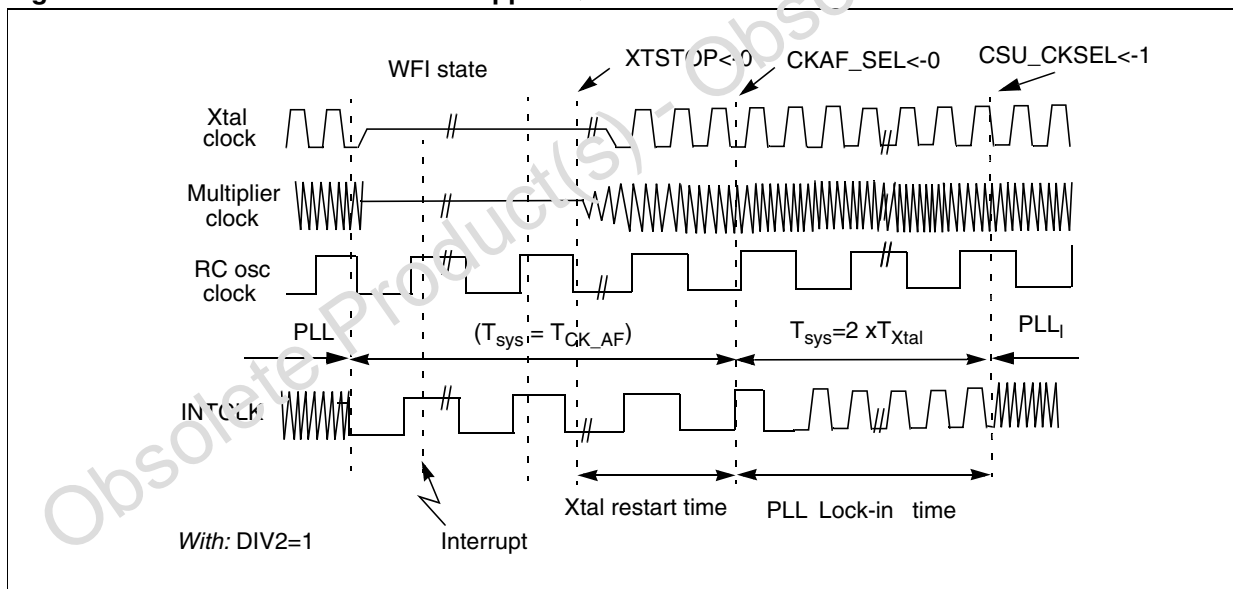 WFI state
XTSTOP<-0
CKAF_SEL<-0
CSU_CKSEL<-1
Xtal
clock
Multiplier
clock
RC osc
clock
PLL
(Tsys = TCK_AF)
Tsys=2 xTXtal
PLLI
INTCLK
Xtal restart time
PLL Lock-in time
With: DIV2=1
Interrupt
Obsolete Product(s) - Obso